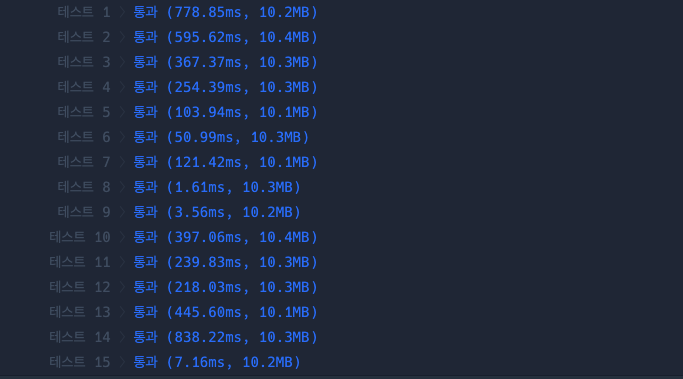 테스트 1 〉 통과 (778.85ms, 10.2MB)
테스트 2 〉 통과 (595.62ms, 10.4MB)
테스트 3 〉 통과 (367.37ms, 10.3MB)
테스트 4 〉 통과 (254.39ms, 10.3MB)
테스트 5 〉 통과 (103.94ms, 10.1MB)
테스트 6 〉 통과 (50.99ms, 10.3MB)
테스트 7 〉 통과 (121.42ms, 10.1MB)
테스트 8 〉 통과 (1.61ms, 10.3MB)
테스트 9 〉 통과 (3.56ms, 10.2MB)
테스트 10 〉 통과 (397.06ms, 10.4MB)
테스트 11 〉 통과 (239.83ms, 10.3MB)
테스트 12 〉 통과 (218.03ms, 10.3MB)
테스트 13 〉 통과 (445.60ms, 10.1MB)
테스트 14 〉 통과 (838.22ms, 10.3MB)
테스트 15 〉 통과 (7.16ms, 10.2MB)